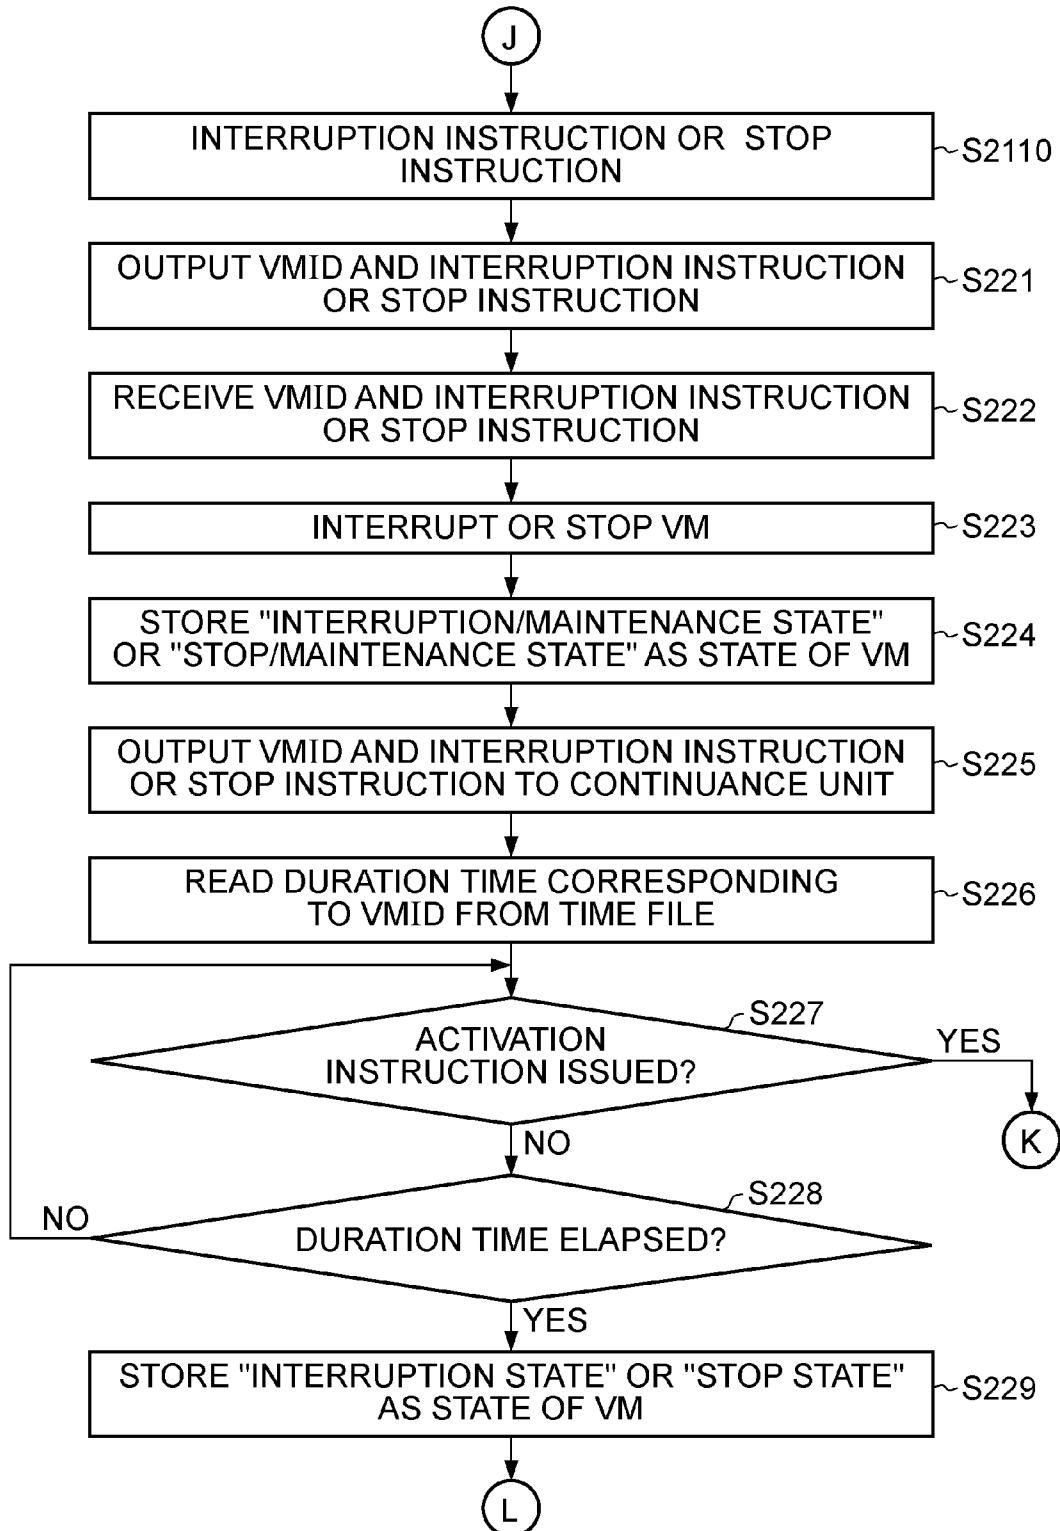 J
INTERRUPTION INSTRUCTION OR STOP
INSTRUCTION
S2110
OUTPUT VMID AND INTERRUPTION INSTRUCTION
OR STOP INSTRUCTION
S221
RECEIVE VMID AND INTERRUPTION INSTRUCTION
OR STOP INSTRUCTION
S222
INTERRUPT OR STOP VM
S223
STORE "INTERRUPTION/MAINTENANCE STATE"
OR "STOP/MAINTENANCE STATE" AS STATE OF VM
S224
OUTPUT VMID AND INTERRUPTION INSTRUCTION
OR STOP INSTRUCTION TO CONTINUANCE UNIT
S225
READ DURATION TIME CORRESPONDING
TO VMID FROM TIME FILE
S226
S227
ACTIVATION
INSTRUCTION ISSUED?
YES
K
NO
S228
DURATION TIME ELAPSED?
NO
YES
STORE "INTERRUPTION STATE" OR "STOP STATE"
AS STATE OF VM
S229
L